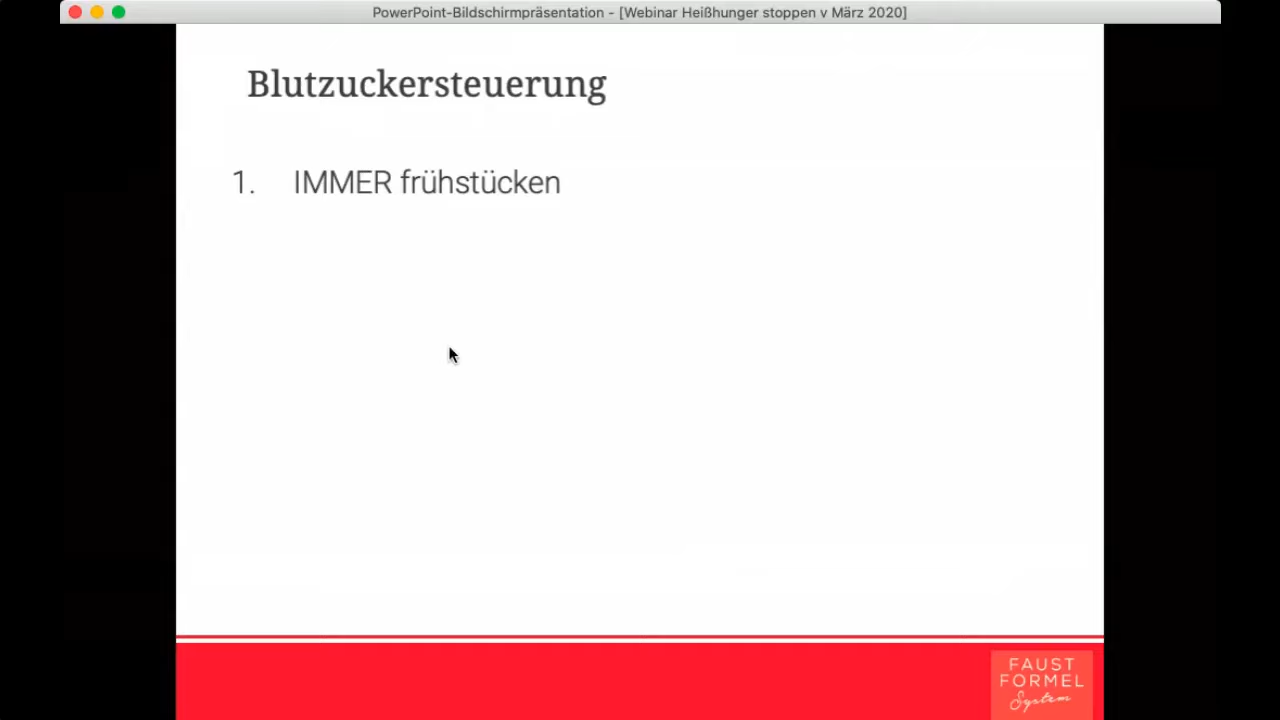 PowerPoint-Bildschirmpräsentation - [Webinar Heißhunger stoppen v März 2020]
Blutzuckersteuerung
1. IMMER frühstücken
FAUST
FORMEL
System